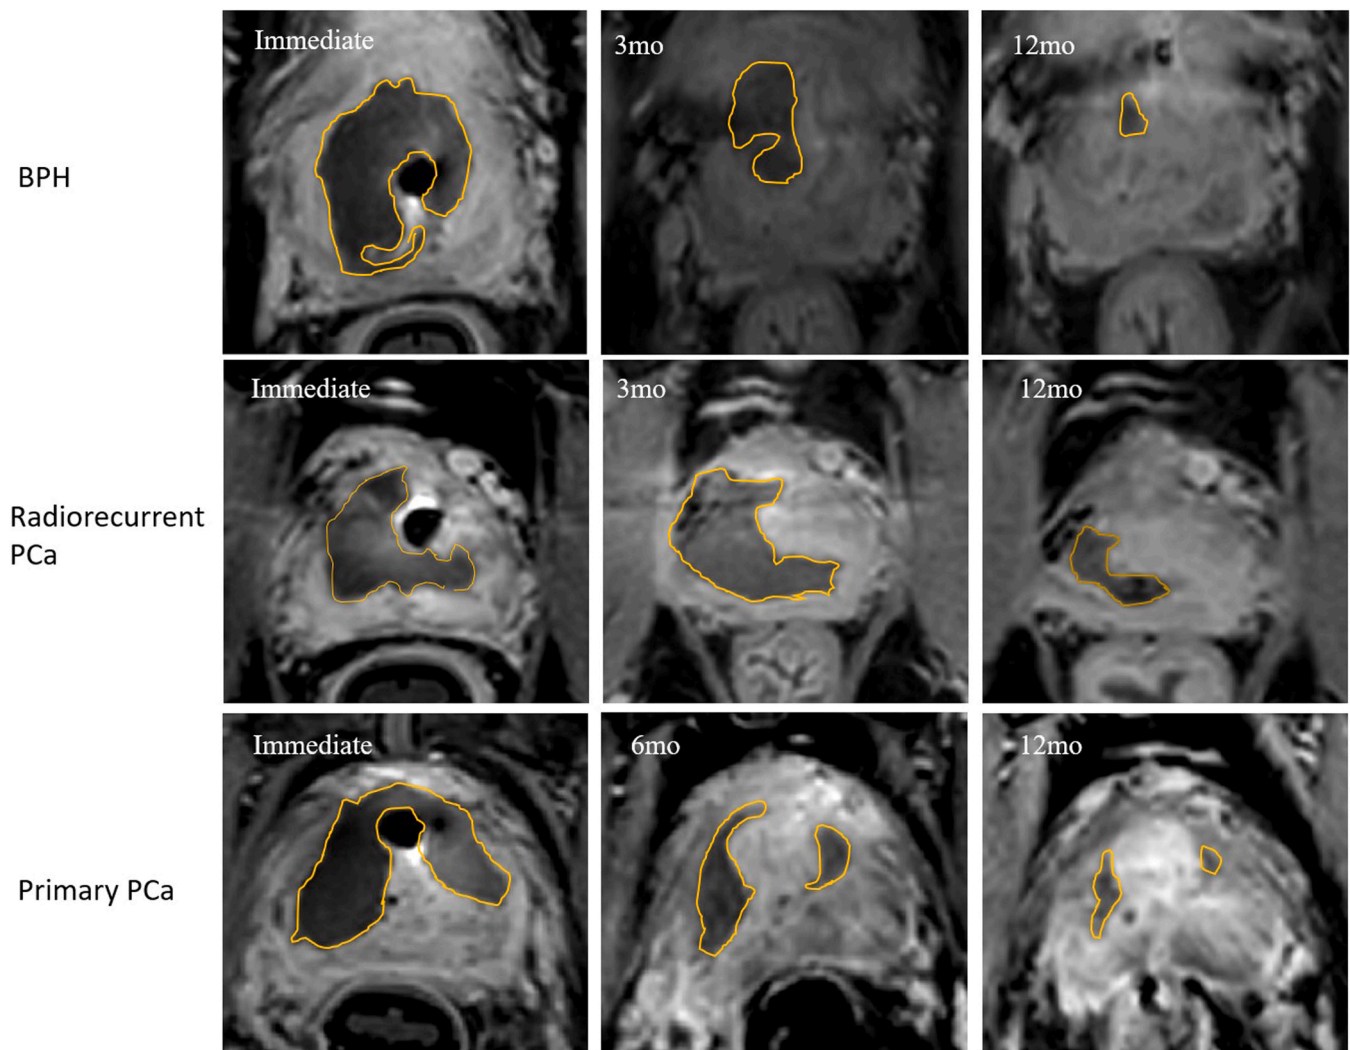 BPH
Immediate
3mo
12mo
Radiorecurrent
PCa
Immediate
3mo
12mo
Primary PCa
Immediate
6mo
12mo